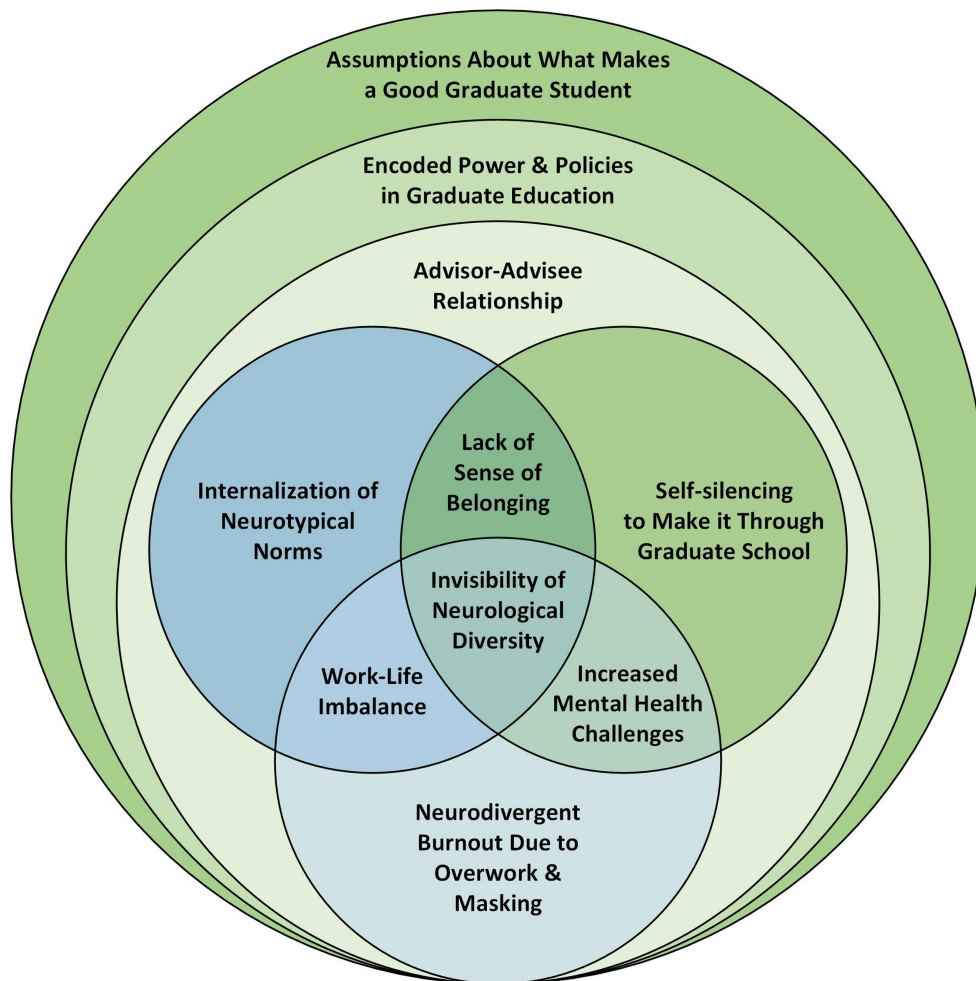 Assumptions About What Makes
a Good Graduate Student
Encoded Power & Policies
in Graduate Education
Advisor-Advisee
Relationship
Internalization of
Neurotypical
Norms
Lack of
Sense of
Belonging
Self-silencing
to Make it Through
Graduate School
Invisibility of
Neurological
Diversity
Work-Life
Imbalance
Increased
Mental Health
Challenges
Neurodivergent
Burnout Due to
Overwork &
Masking